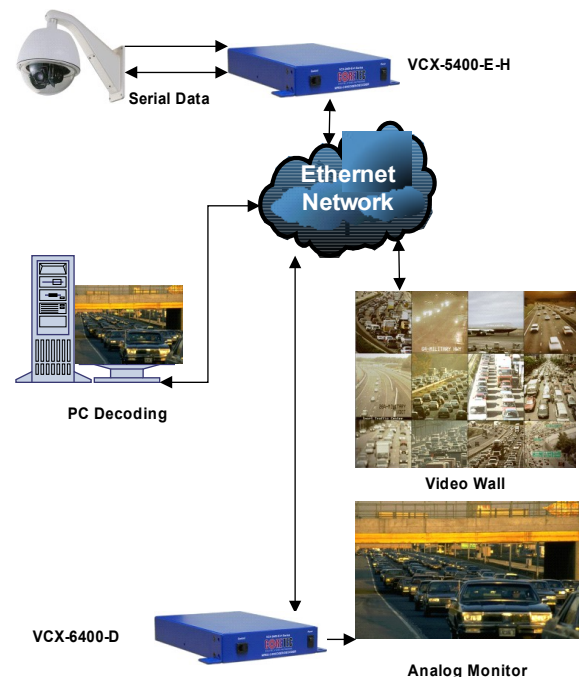 VCX-5400-E-H
Serial Data
Ethernet
Network
PC Decoding
Video Wall
VCX-6400-D
Analog Monitor